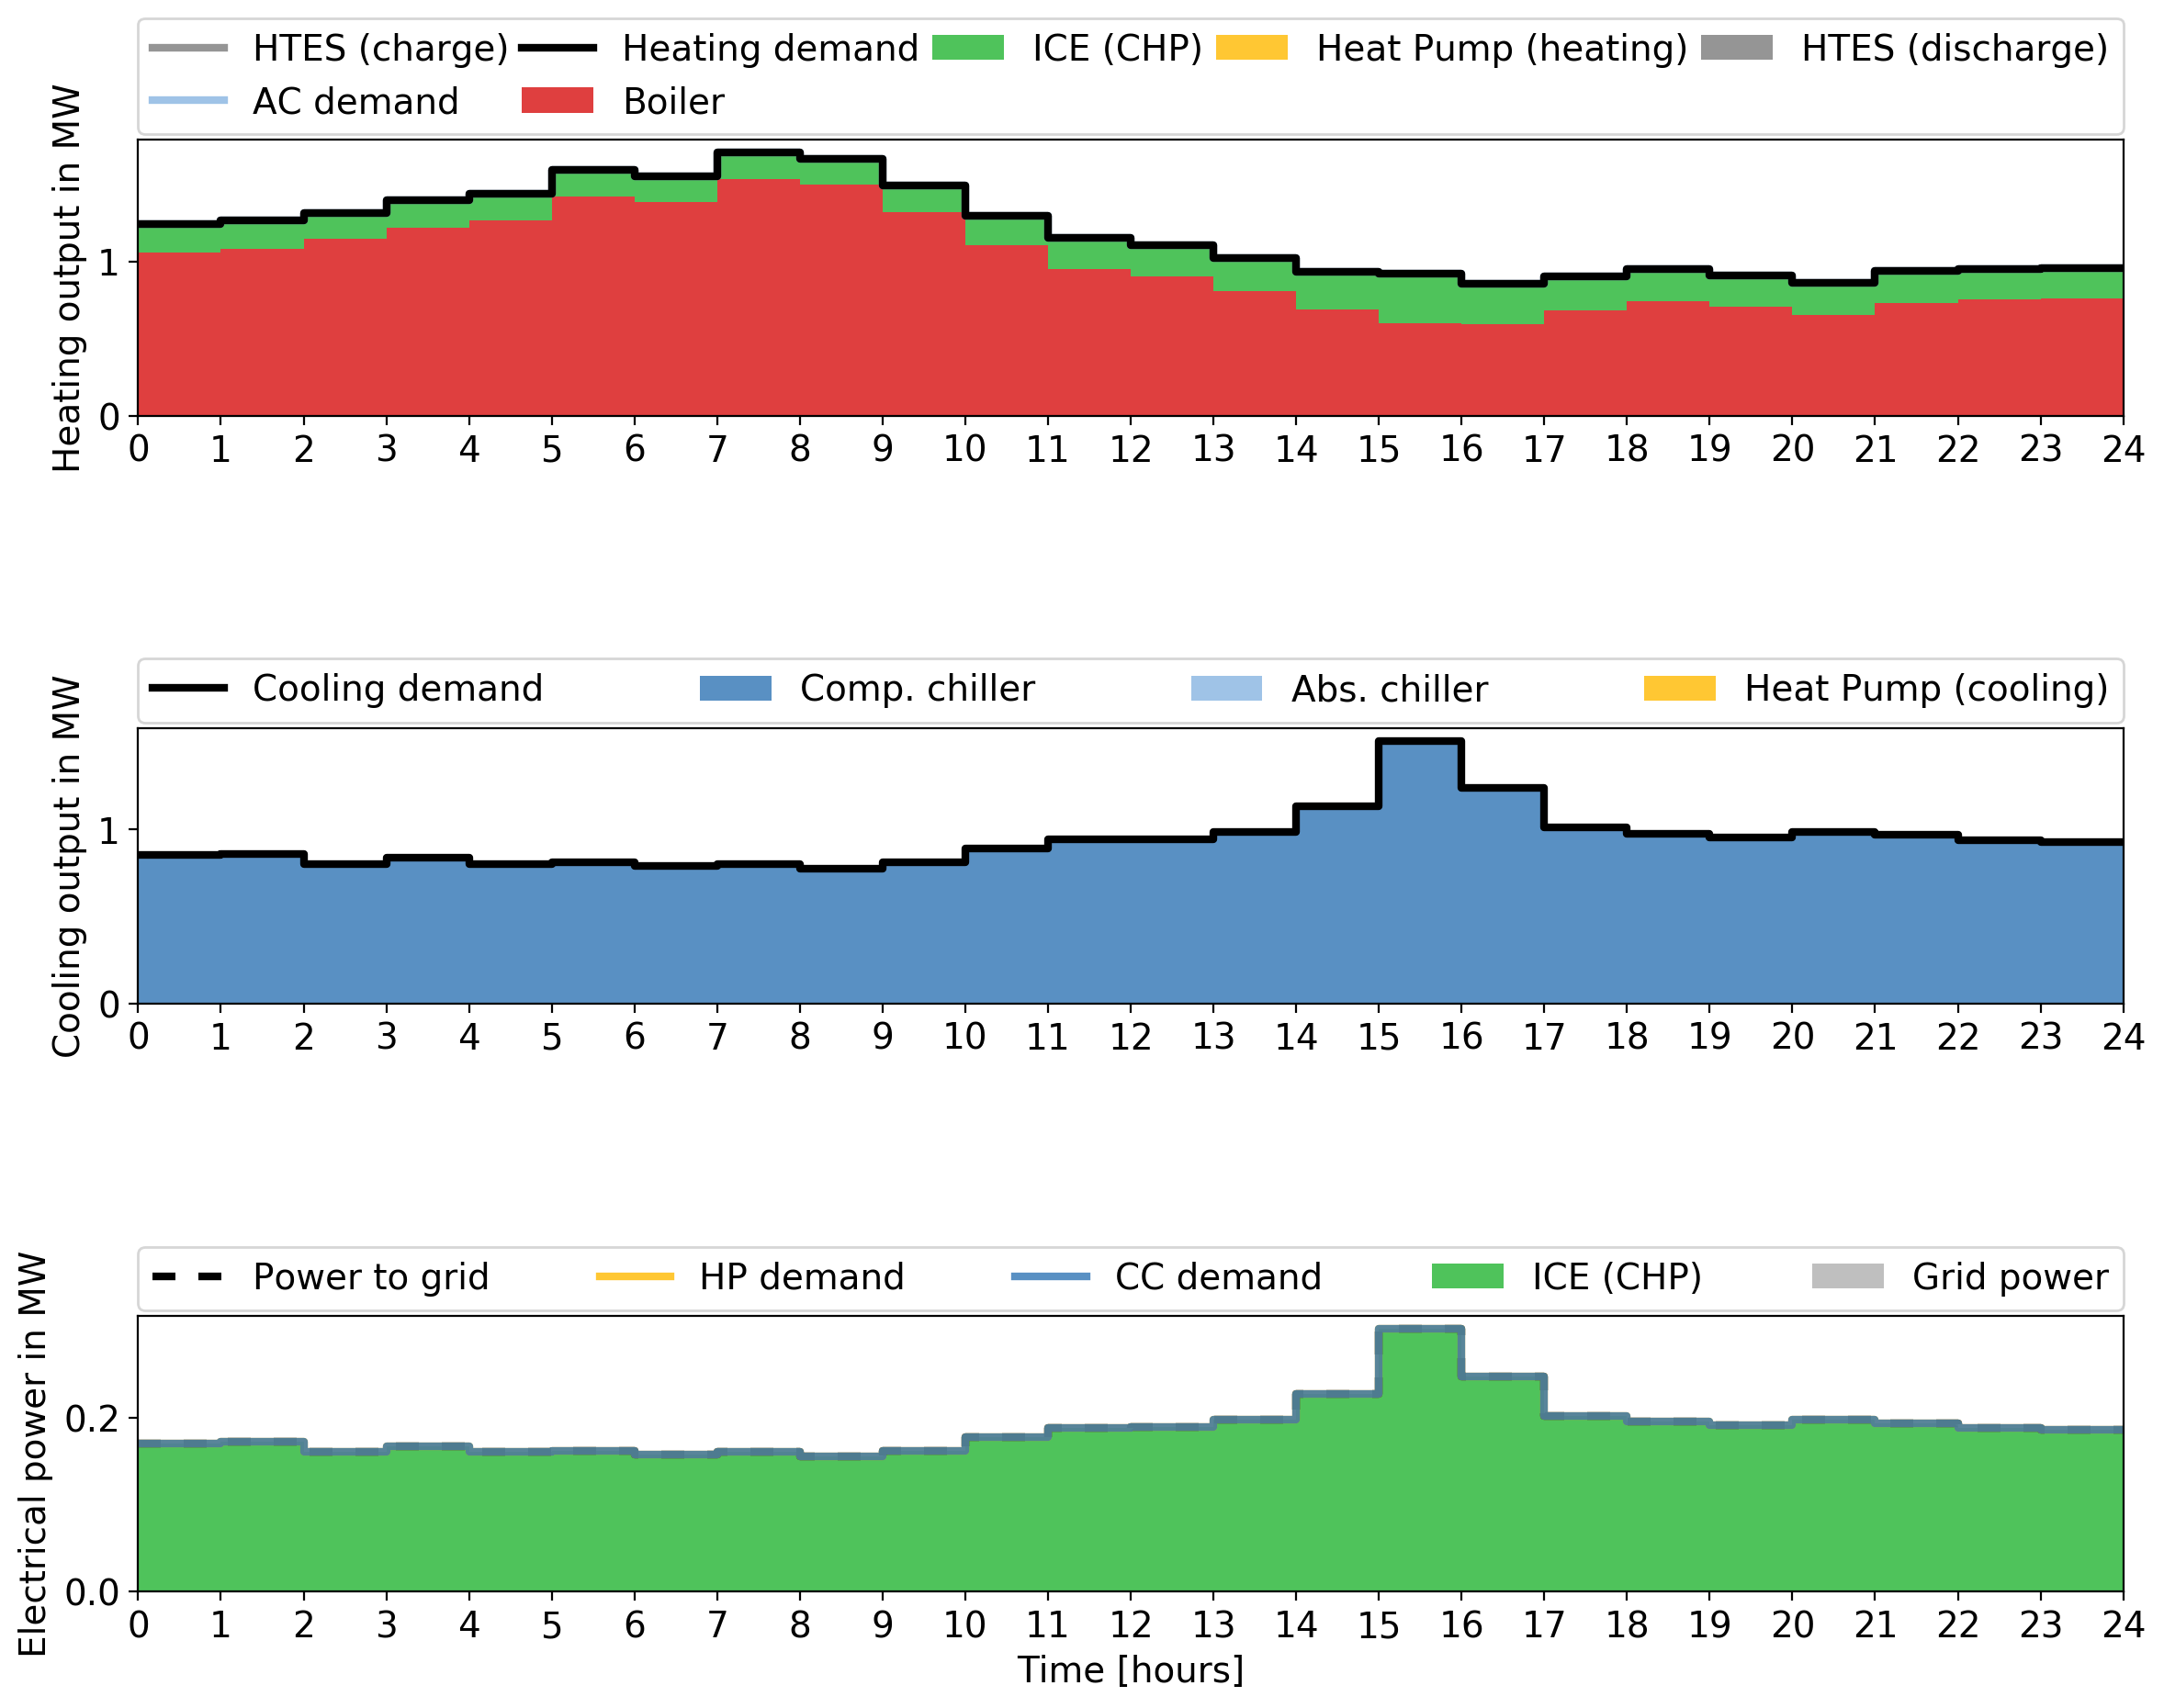 HTES (charge) Heating demand ICE (CHP) Heat Pump (heating) HTES (discharge)
AC demand Boiler
Heating output in MW
1
0
0 1 2 3 4 5 6 7 8 9 10 11 12 13 14 15 16 17 18 19 20 21 22 23 24
Cooling demand Comp. chiller Abs. chiller Heat Pump (cooling)
Cooling output in MW
1
0
0 1 2 3 4 5 6 7 8 9 10 11 12 13 14 15 16 17 18 19 20 21 22 23 24
Power to grid HP demand CC demand ICE (CHP) Grid power
Electrical power in MW
0.2
0.0
0 1 2 3 4 5 6 7 8 9 10 11 12 13 14 15 16 17 18 19 20 21 22 23 24
Time [hours]